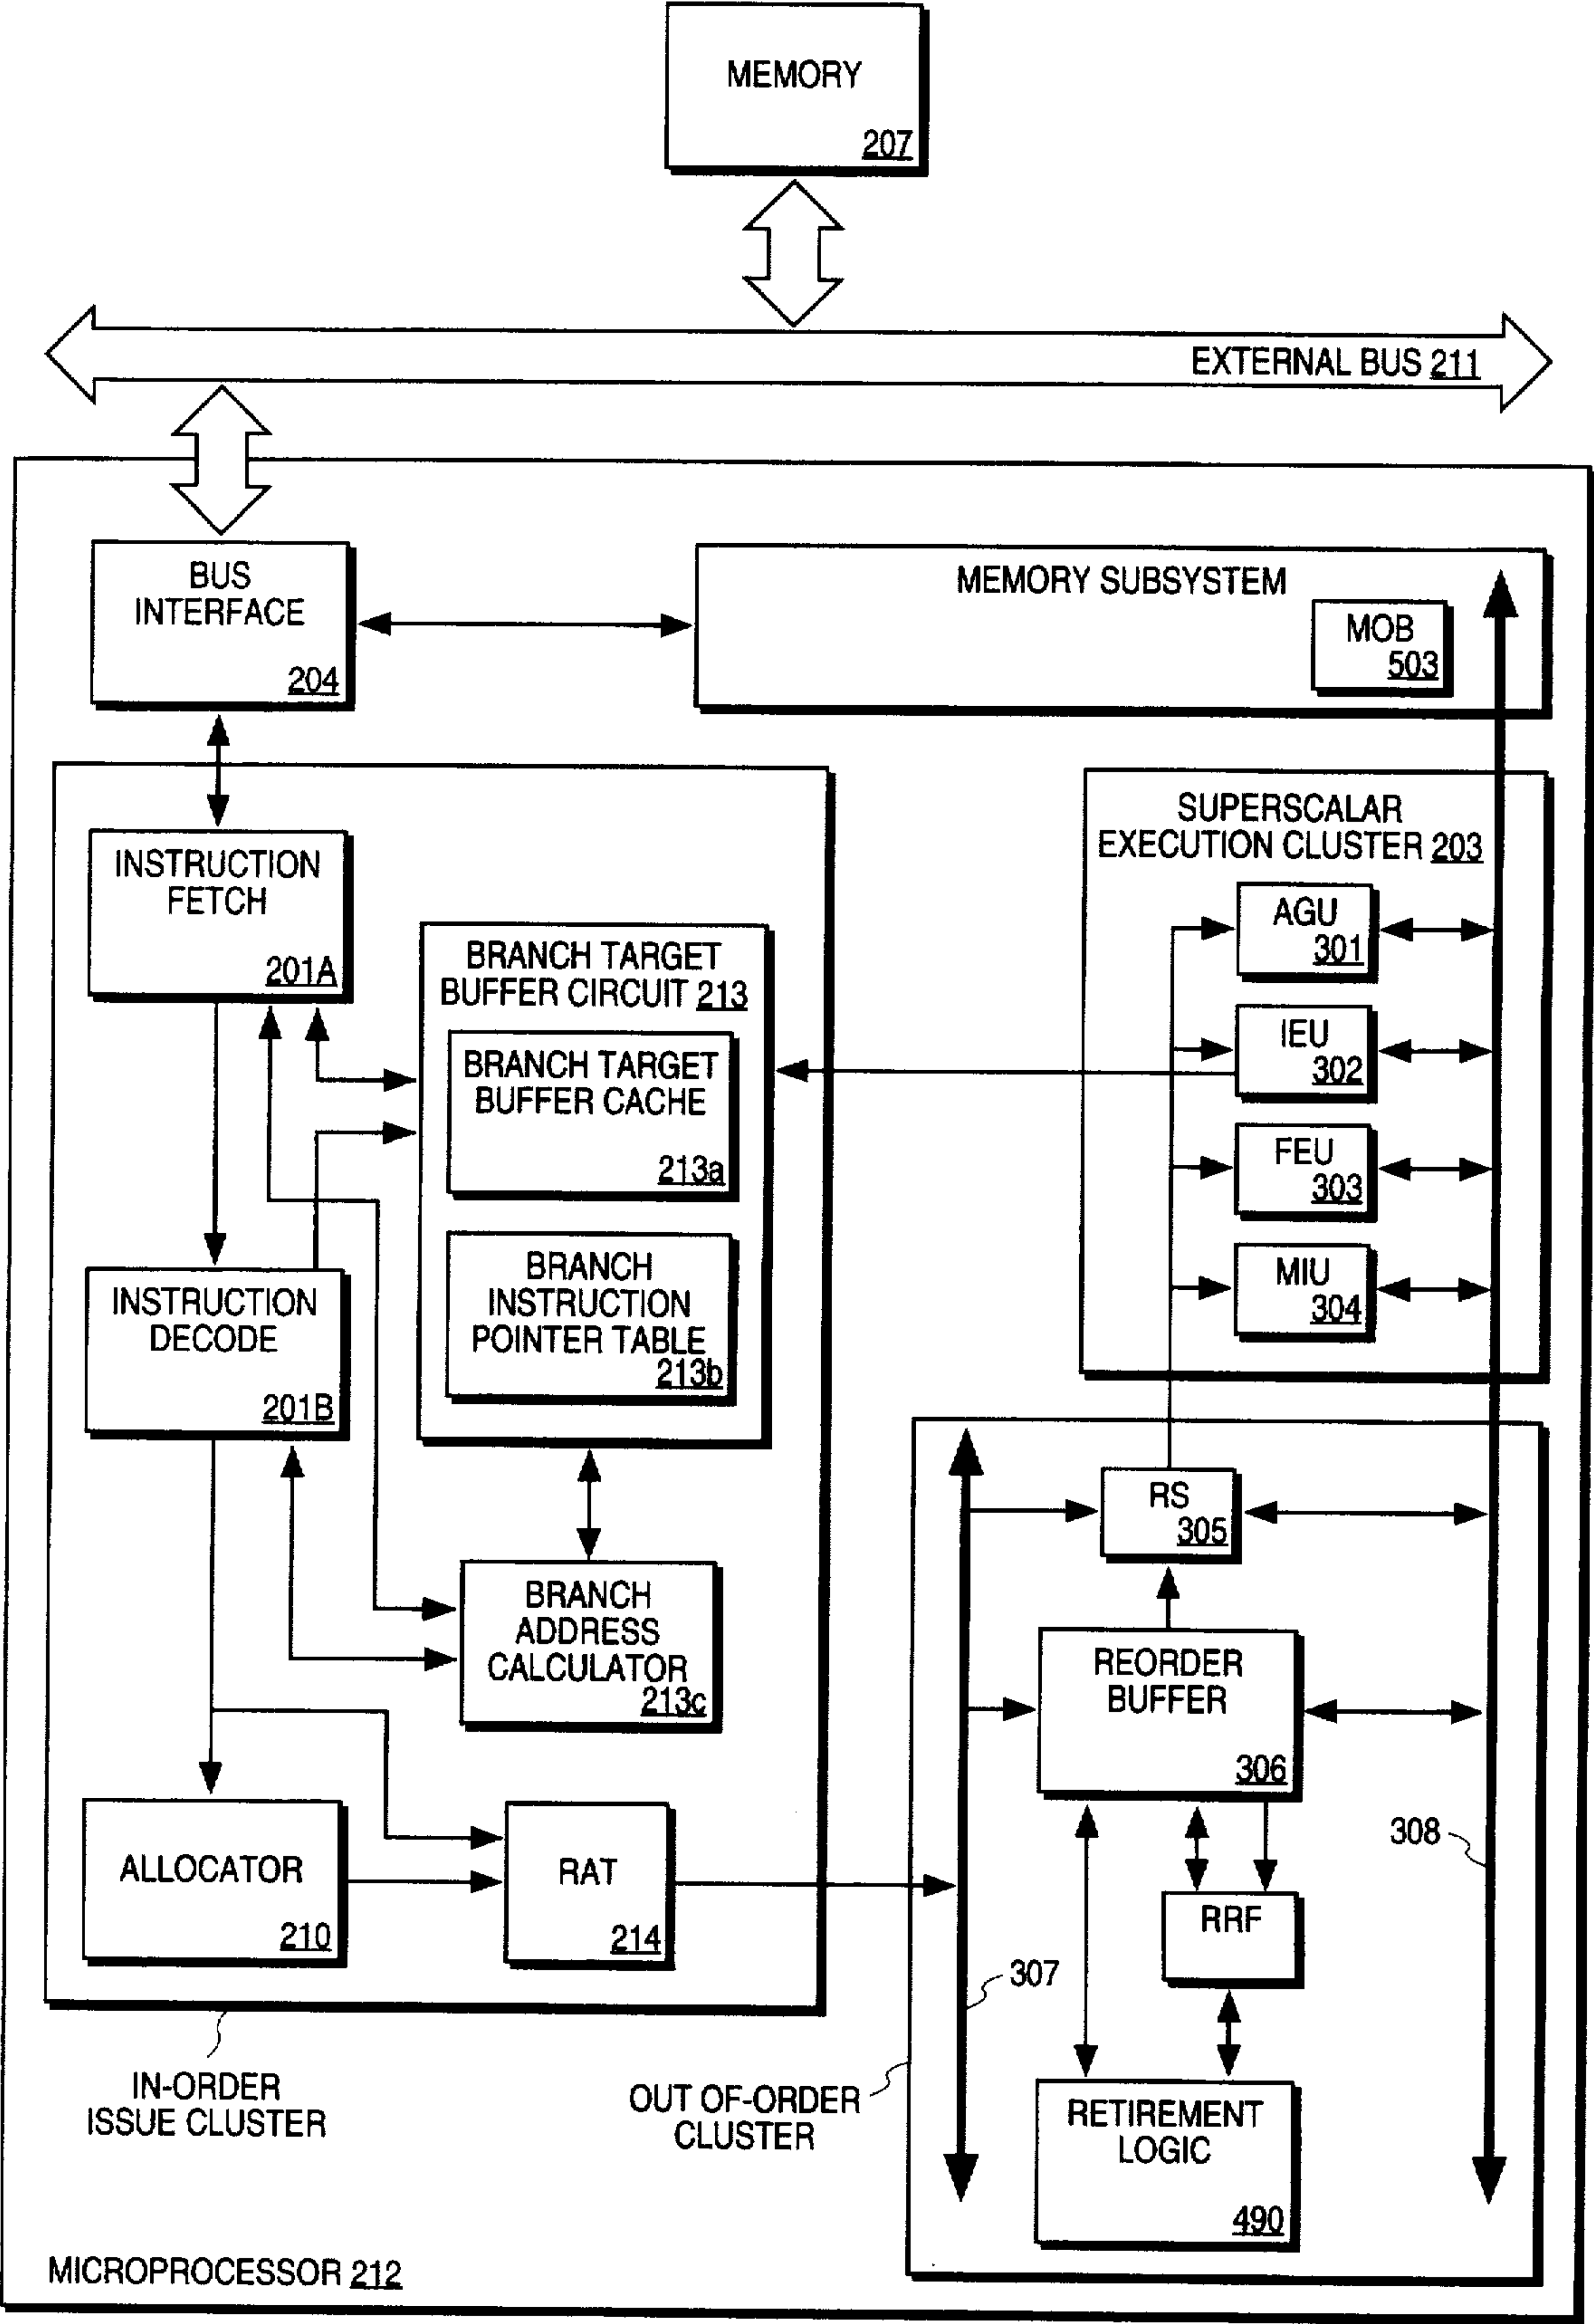 MEMORY
207
EXTERNAL BUS 211
BUS
INTERFACE
204
MEMORY SUBSYSTEM
MOB
503
INSTRUCTION
FETCH
201A
BRANCH TARGET
BUFFER CIRCUIT 213
BRANCH TARGET
BUFFER CACHE
213a
BRANCH
INSTRUCTION
POINTER TABLE
213b
INSTRUCTION
DECODE
201B
BRANCH
ADDRESS
CALCULATOR
213c
ALLOCATOR
210
RAT
214
IN-ORDER
ISSUE CLUSTER
SUPERSCALAR
EXECUTION CLUSTER 203
AGU
301
IEU
302
FEU
303
MIU
304
RS
305
REORDER
BUFFER
306
308
RRF
307
OUT OF-ORDER
CLUSTER
RETIREMENT
LOGIC
490
MICROPROCESSOR 212